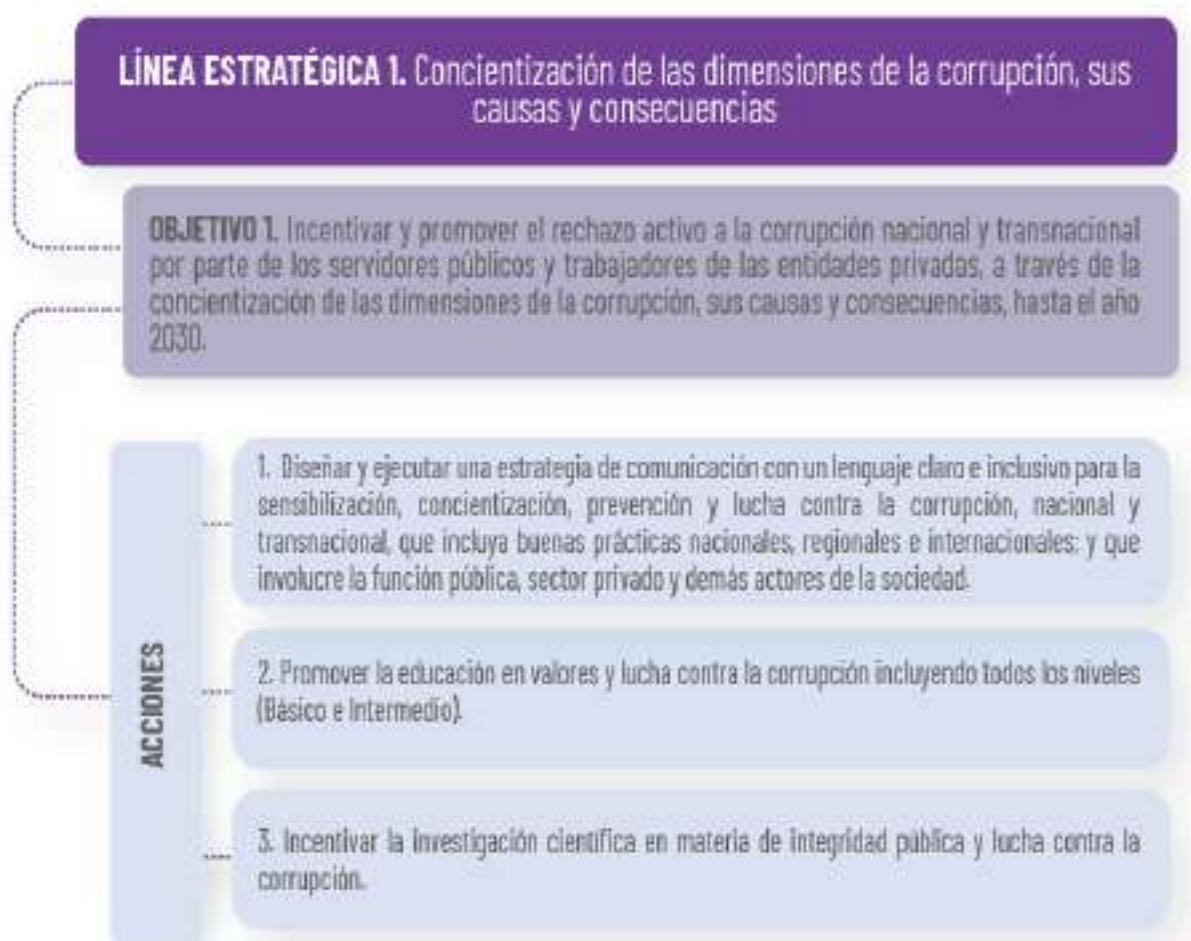 LÍNEA ESTRATÉGICA 1. Concientización de las dimensiones de la corrupción, sus
causas y consecuencias
OBJETIVO 1. Incentivar y promover el rechazo activo a la corrupción nacional y transnacional
por parte de los servidores públicos y trabajadores de las entidades privadas, a través de la
concientización de las dimensiones de la corrupción, sus causas y consecuencias, hasta el año
2030.
ACCIONES
1. Diseñar y ejecutar una estrategia de comunicación con un lenguaje claro e inclusivo para la
sensibilización, concientización, prevención y lucha contra la corrupción, nacional y
transnacional, que incluya buenas prácticas nacionales, regionales e internacionales; y que
involucre la función pública, sector privado y demás actores de la sociedad.
2. Promover la educación en valores y lucha contra la corrupción incluyendo todos los niveles
(Básico e Intermedio).
3. Incentivar la investigación científica en materia de integridad pública y lucha contra la
corrupción.